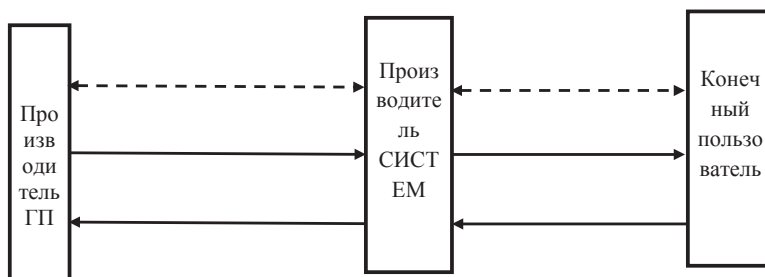 Про
изв
оди
тель
ГП
Произ
водите
ль
СИСТ
ЕМ
Конеч
ный
пользо
ватель